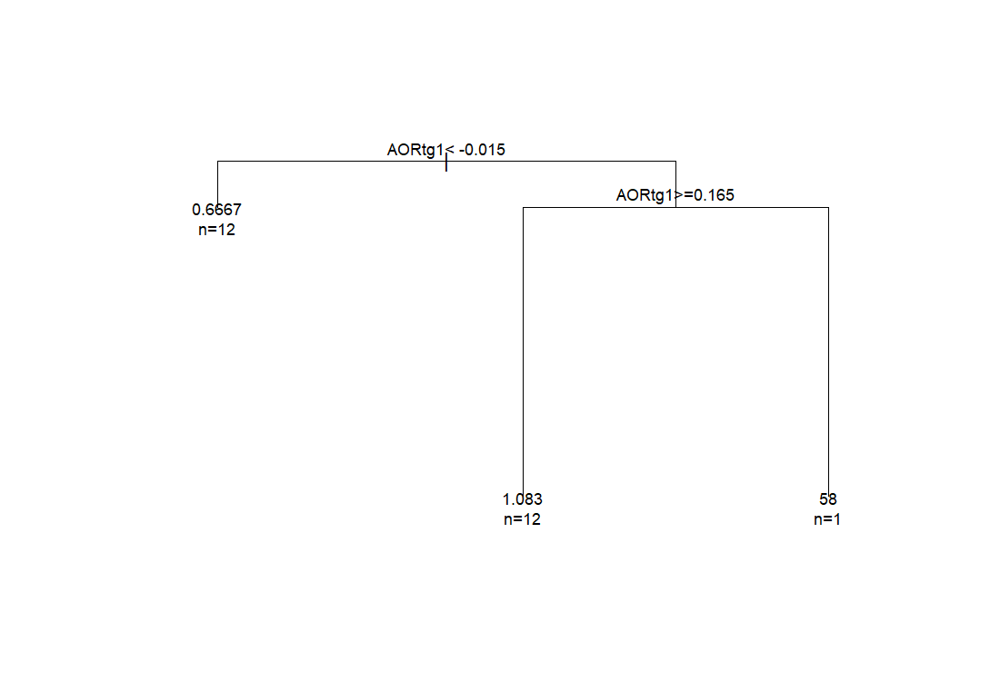 AORtg1< -0.015
AORtg1>=0.165
0.6667
n=12
1.083
n=12
58
n=1